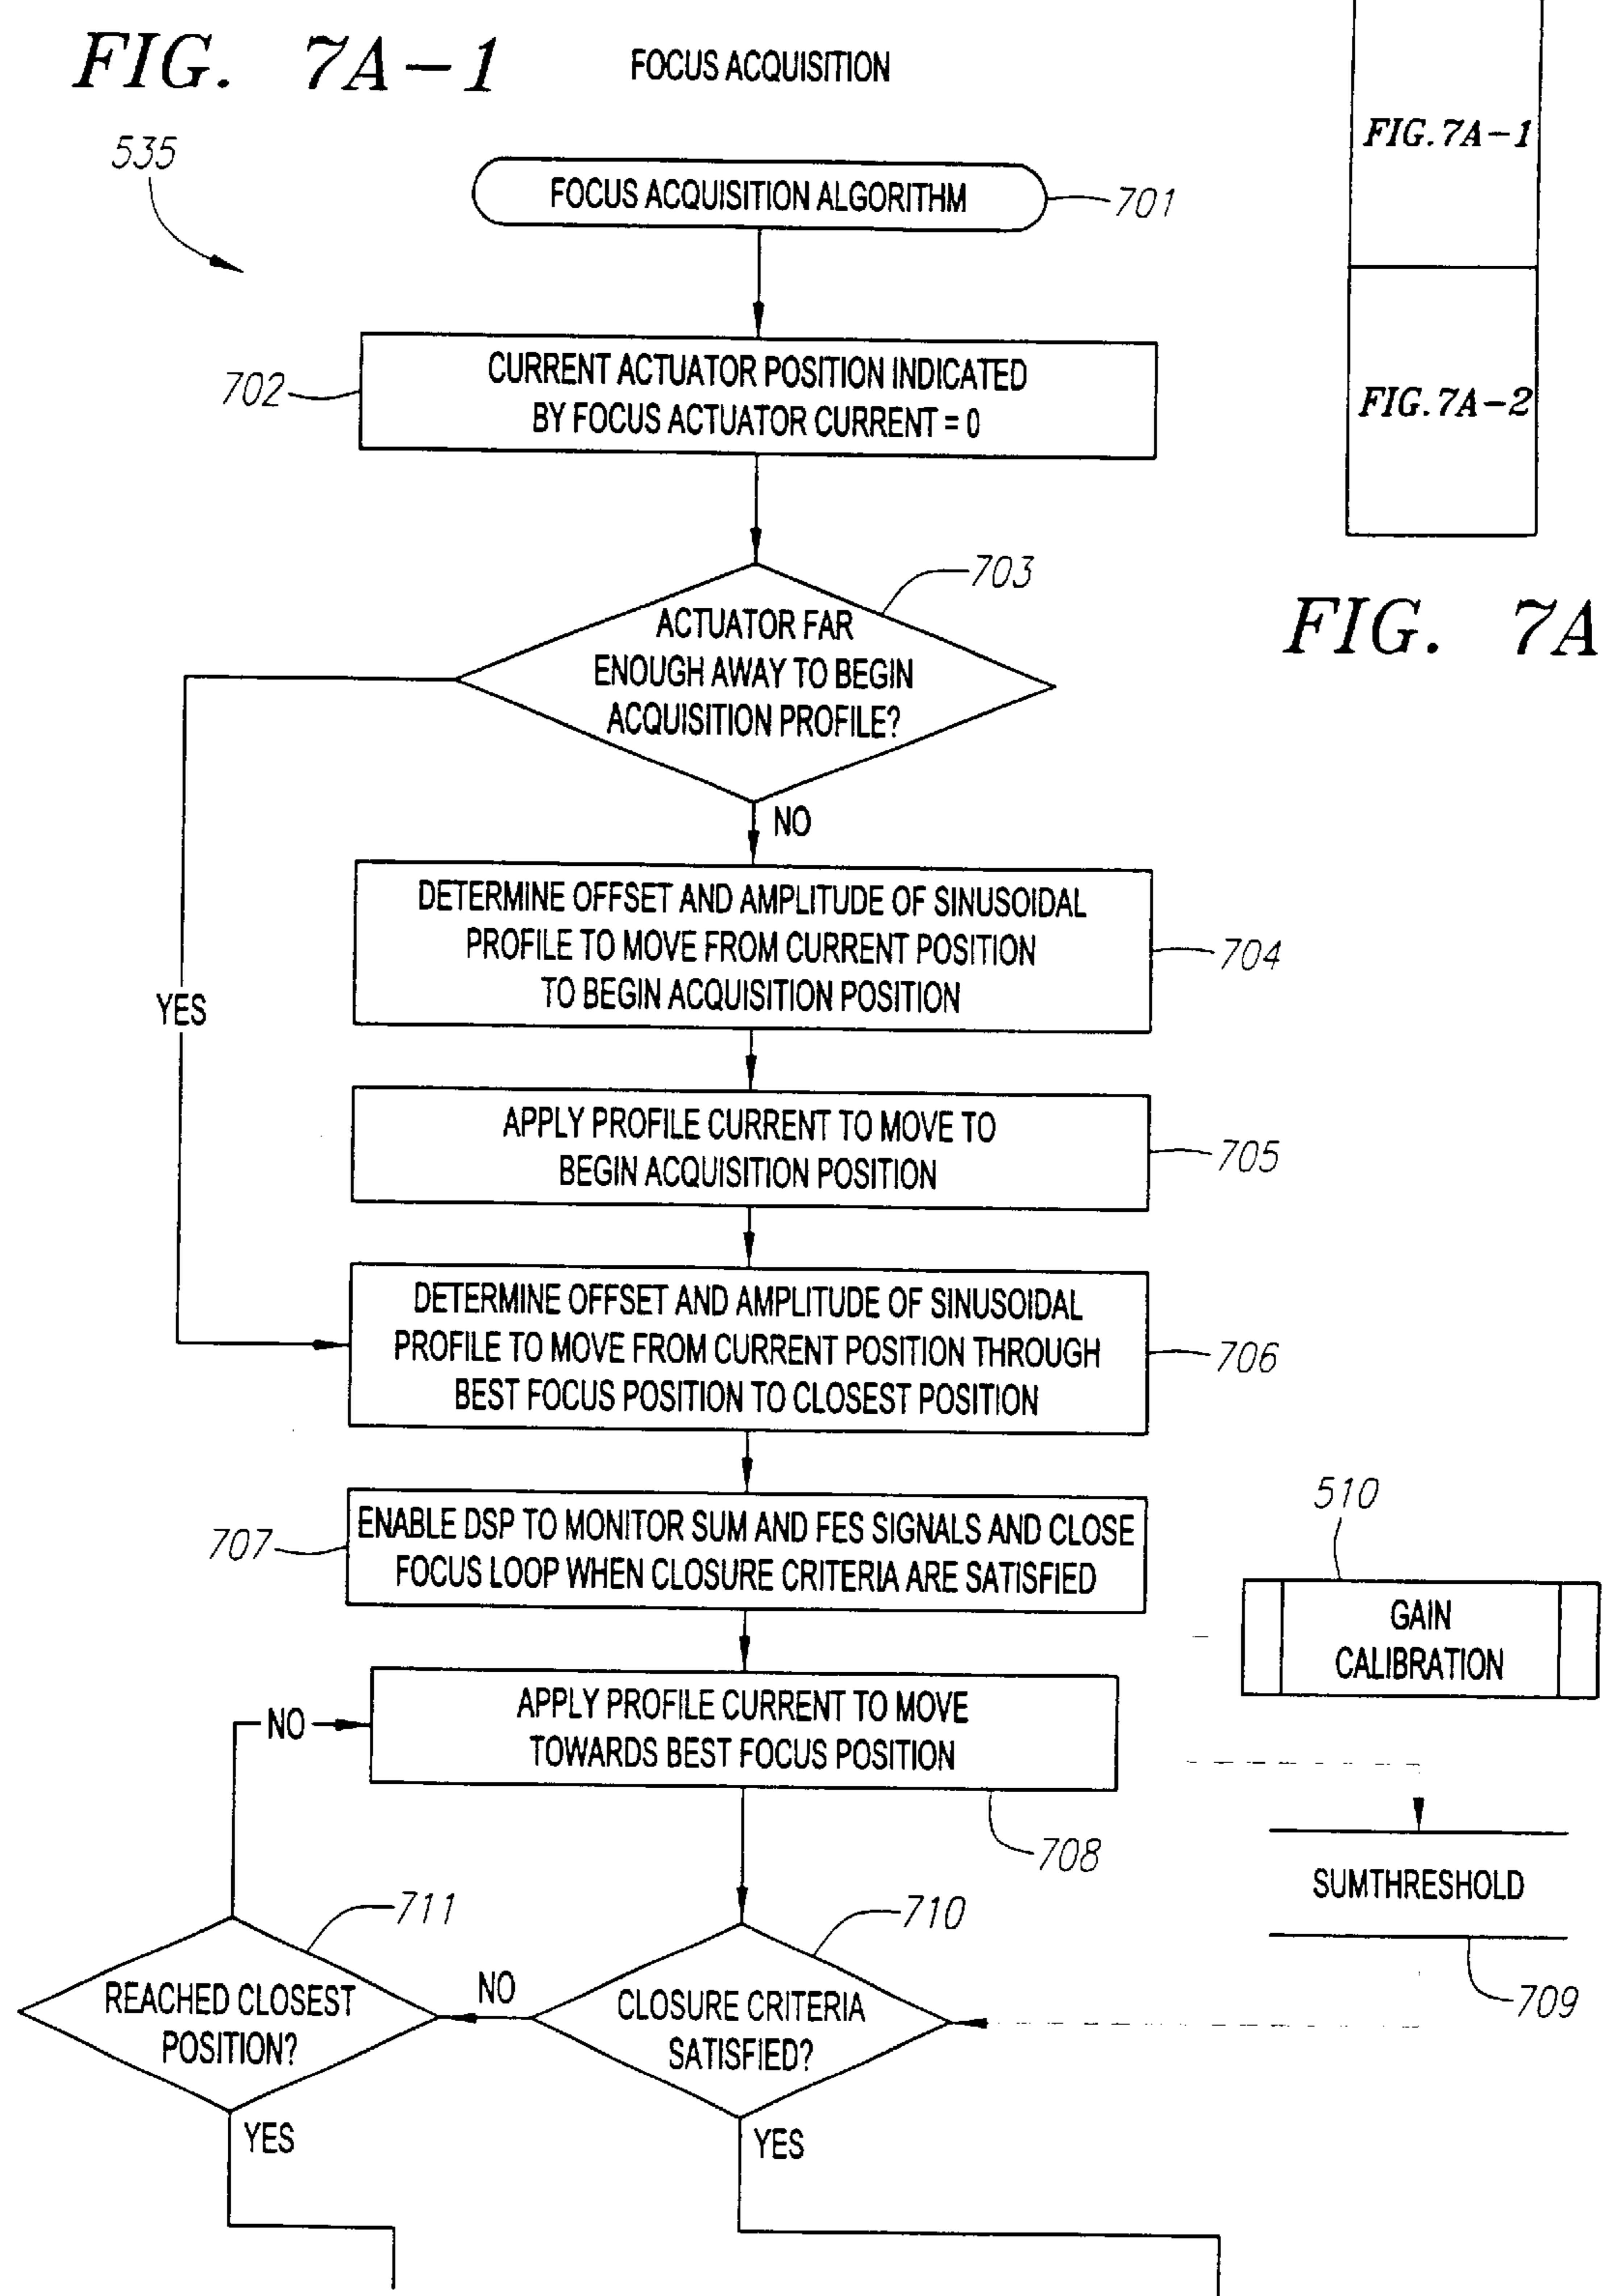 FIG. 7A-1
FOCUS ACQUISITION
535
FOCUS ACQUISITION ALGORITHM
701
FIG.7A-1
FIG.7A-2
FIG. 7A
702
CURRENT ACTUATOR POSITION INDICATED
BY FOCUS ACTUATOR CURRENT = 0
703
ACTUATOR FAR
ENOUGH AWAY TO BEGIN
ACQUISITION PROFILE?
NO
YES
DETERMINE OFFSET AND AMPLITUDE OF SINUSOIDAL
PROFILE TO MOVE FROM CURRENT POSITION
TO BEGIN ACQUISITION POSITION
704
APPLY PROFILE CURRENT TO MOVE TO
BEGIN ACQUISITION POSITION
705
DETERMINE OFFSET AND AMPLITUDE OF SINUSOIDAL
PROFILE TO MOVE FROM CURRENT POSITION THROUGH
BEST FOCUS POSITION TO CLOSEST POSITION
706
707
ENABLE DSP TO MONITOR SUM AND FES SIGNALS AND CLOSE
FOCUS LOOP WHEN CLOSURE CRITERIA ARE SATISFIED
510
GAIN
CALIBRATION
NO
APPLY PROFILE CURRENT TO MOVE
TOWARDS BEST FOCUS POSITION
708
SUMTHRESHOLD
709
711
REACHED CLOSEST
POSITION?
NO
710
CLOSURE CRITERIA
SATISFIED?
YES
YES